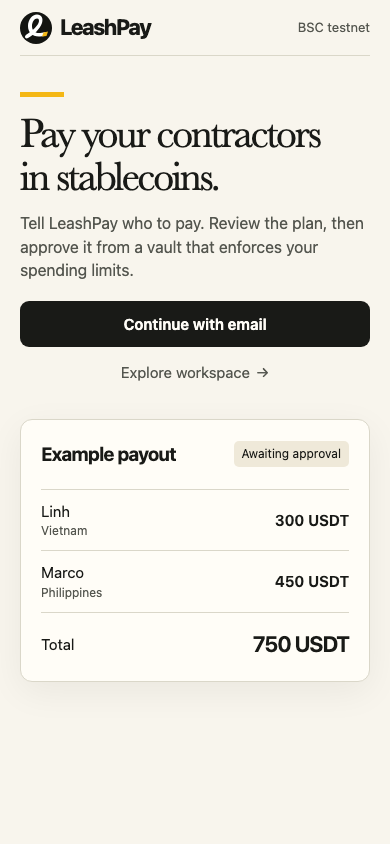 LeashPay
BSC testnet
Pay your contractors
in stablecoins.
Tell LeashPay who to pay. Review the plan, then
approve it from a vault that enforces your
spending limits.
Continue with email
Explore workspace →
Example payout
Awaiting approval
Linh
300 USDT
Vietnam
Marco
450 USDT
Philippines
Total
750 USDT